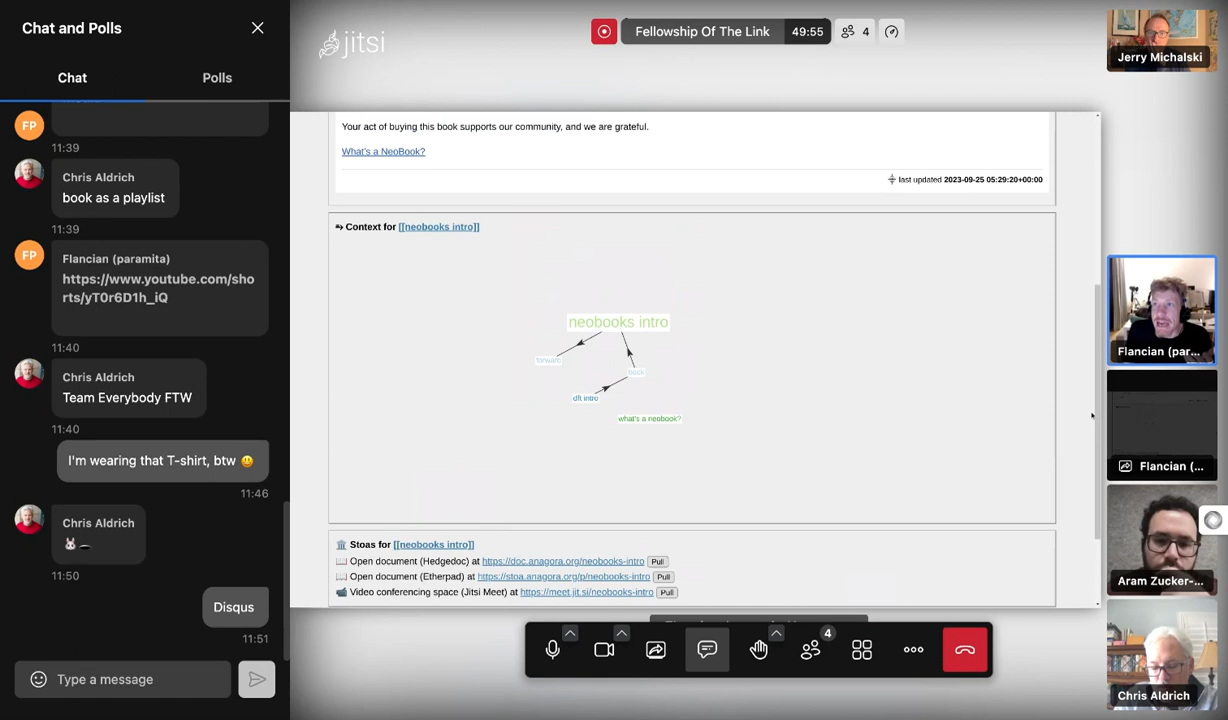 Chat and Polls
Chat
Polls
FP
11:39
Chris Aldrich
book as a playlist
11:39
FP
Flancian (paramita)
https://www.youtube.com/sho
rts/yT0r6D1h_iQ
11:40
Chris Aldrich
Team Everybody FTW
11:40
I'm wearing that T-shirt, btw 😀
11:46
Chris Aldrich
🐰🕳️
11:50
Disqus
11:51
Type a message
jitsi
Fellowship Of The Link
49:55
4
Your act of buying this book supports our community, and we are grateful.
What's a NeoBook?
last updated 2023-09-25 05:29:20+00:00
Context for [[neobooks intro]]
neobooks intro
forward
back
dft intro
what's a neobook?
🏛️ Stoas for [[neobooks intro]]
📖 Open document (Hedgedoc) at https://doc.anagora.org/neobooks-intro Pull
📖 Open document (Etherpad) at https://stoa.anagora.org/p/neobooks-intro Pull
📹 Video conferencing space (Jitsi Meet) at https://meet.jit.si/neobooks-intro Pull
4
Jerry Michalski
Flancian (par...
Flancian (...
Aram Zucker-...
Chris Aldrich